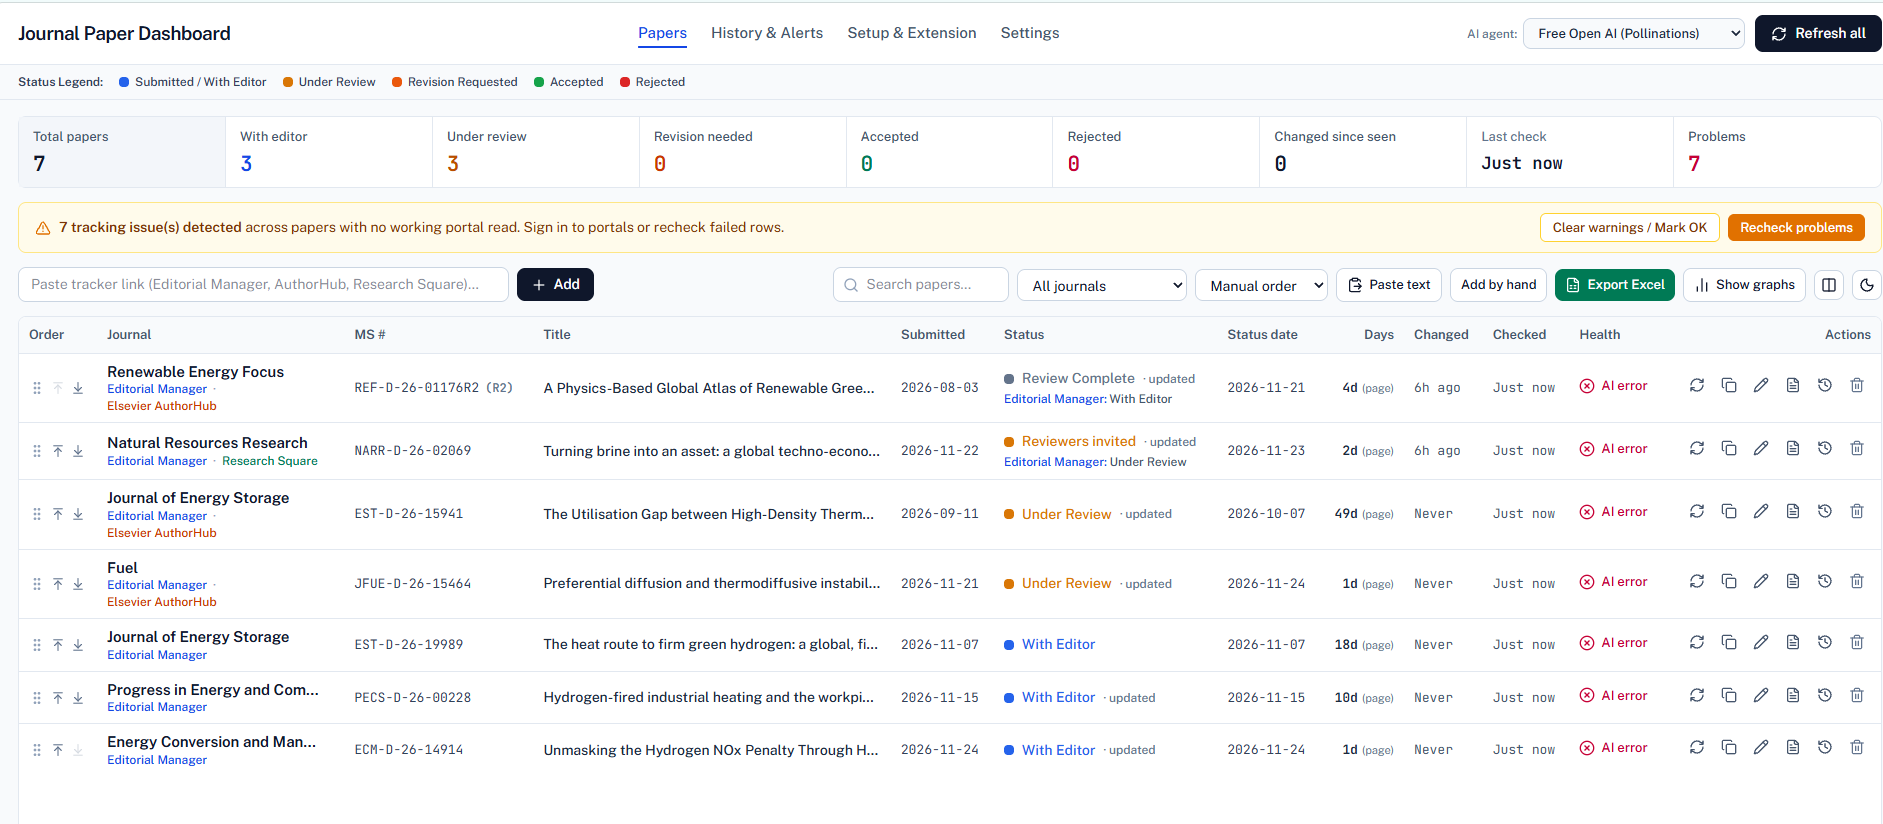 Journal Paper Dashboard
Papers History & Alerts Setup & Extension Settings
AI agent: Free Open AI (Pollinations) Refresh all
Status Legend: Submitted / With Editor Under Review Revision Requested Accepted Rejected
Total papers With editor Under review Revision needed Accepted Rejected Changed since seen Last check Problems
7 3 3 0 0 0 0 Just now 7
7 tracking issue(s) detected across papers with no working portal read. Sign in to portals or recheck failed rows. Clear warnings / Mark OK Recheck problems
Paste tracker link (Editorial Manager, AuthorHub, Research Square)... + Add Search papers... All journals Manual order Paste text Add by hand Export Excel Show graphs
Order Journal MS # Title Submitted Status Status date Days Changed Checked Health Actions
Renewable Energy Focus
Editorial Manager ·
Elsevier AuthorHub
REF-D-26-01176R2 (R2) A Physics-Based Global Atlas of Renewable Gree... 2026-08-03
Review Complete · updated
Editorial Manager: With Editor
2026-11-21 4d (page) 6h ago Just now AI error
Natural Resources Research
Editorial Manager · Research Square
NARR-D-26-02069 Turning brine into an asset: a global techno-econo... 2026-11-22
Reviewers invited · updated
Editorial Manager: Under Review
2026-11-23 2d (page) 6h ago Just now AI error
Journal of Energy Storage
Editorial Manager ·
Elsevier AuthorHub
EST-D-26-15941 The Utilisation Gap between High-Density Therm... 2026-09-11 Under Review · updated 2026-10-07 49d (page) Never Just now AI error
Fuel
Editorial Manager ·
Elsevier AuthorHub
JFUE-D-26-15464 Preferential diffusion and thermodiffusive instabil... 2026-11-21 Under Review · updated 2026-11-24 1d (page) Never Just now AI error
Journal of Energy Storage
Editorial Manager
EST-D-26-19989 The heat route to firm green hydrogen: a global, fi... 2026-11-07 With Editor 2026-11-07 18d (page) Never Just now AI error
Progress in Energy and Com...
Editorial Manager
PECS-D-26-00228 Hydrogen-fired industrial heating and the workpi... 2026-11-15 With Editor · updated 2026-11-15 10d (page) Never Just now AI error
Energy Conversion and Man...
Editorial Manager
ECM-D-26-14914 Unmasking the Hydrogen NOx Penalty Through H... 2026-11-24 With Editor · updated 2026-11-24 1d (page) Never Just now AI error